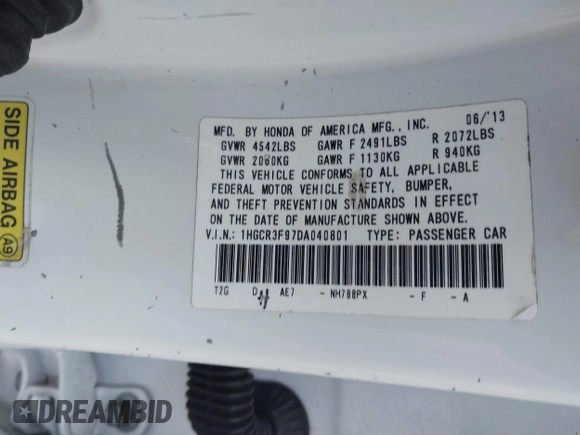 SIDE AIRBAG A9
06/'13
MFD. BY HONDA OF AMERICA MFG., INC.
GVWR 4542LBS GAWR F 2491LBS R 2072LBS
GVWR 2060KG GAWR F 1130KG R 940KG
THIS VEHICLE CONFORMS TO ALL APPLICABLE
FEDERAL MOTOR VEHICLE SAFETY, BUMPER,
AND THEFT PREVENTION STANDARDS IN EFFECT
ON THE DATE OF MANUFACTURE SHOWN ABOVE.
V.I.N.: 1HGCR3F97DA040801 TYPE: PASSENGER CAR
T2G AE7 - NH788PX - F - A
DREAMBID